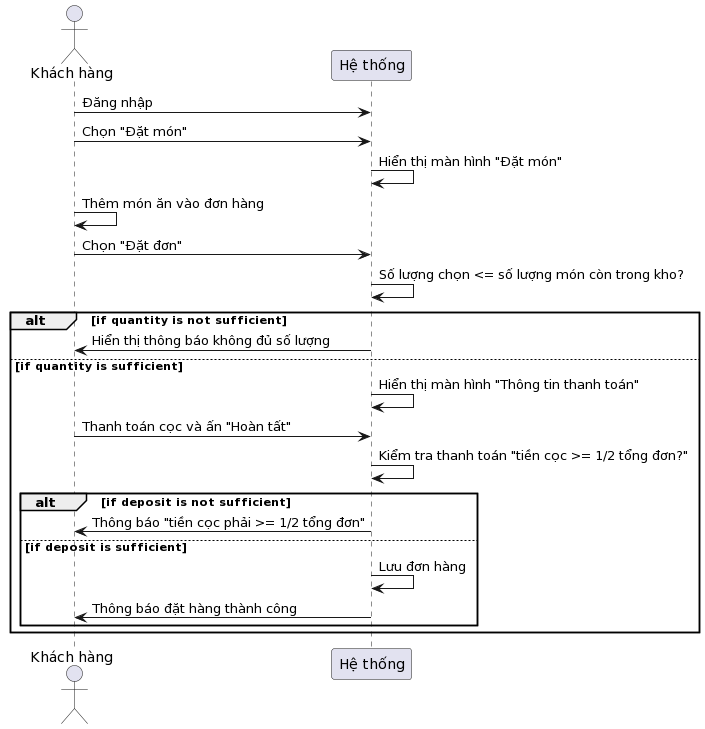 Khách hàng
Hệ thống
Đăng nhập
Chọn "Đặt món"
Hiển thị màn hình "Đặt món"
Thêm món ăn vào đơn hàng
Chọn "Đặt đơn"
Số lượng chọn <= số lượng món còn trong kho?
alt [if quantity is not sufficient]
Hiển thị thông báo không đủ số lượng
[if quantity is sufficient]
Hiển thị màn hình "Thông tin thanh toán"
Thanh toán cọc và ấn "Hoàn tất"
Kiểm tra thanh toán "tiền cọc >= 1/2 tổng đơn?"
alt [if deposit is not sufficient]
Thông báo "tiền cọc phải >= 1/2 tổng đơn"
[if deposit is sufficient]
Lưu đơn hàng
Thông báo đặt hàng thành công
Khách hàng
Hệ thống